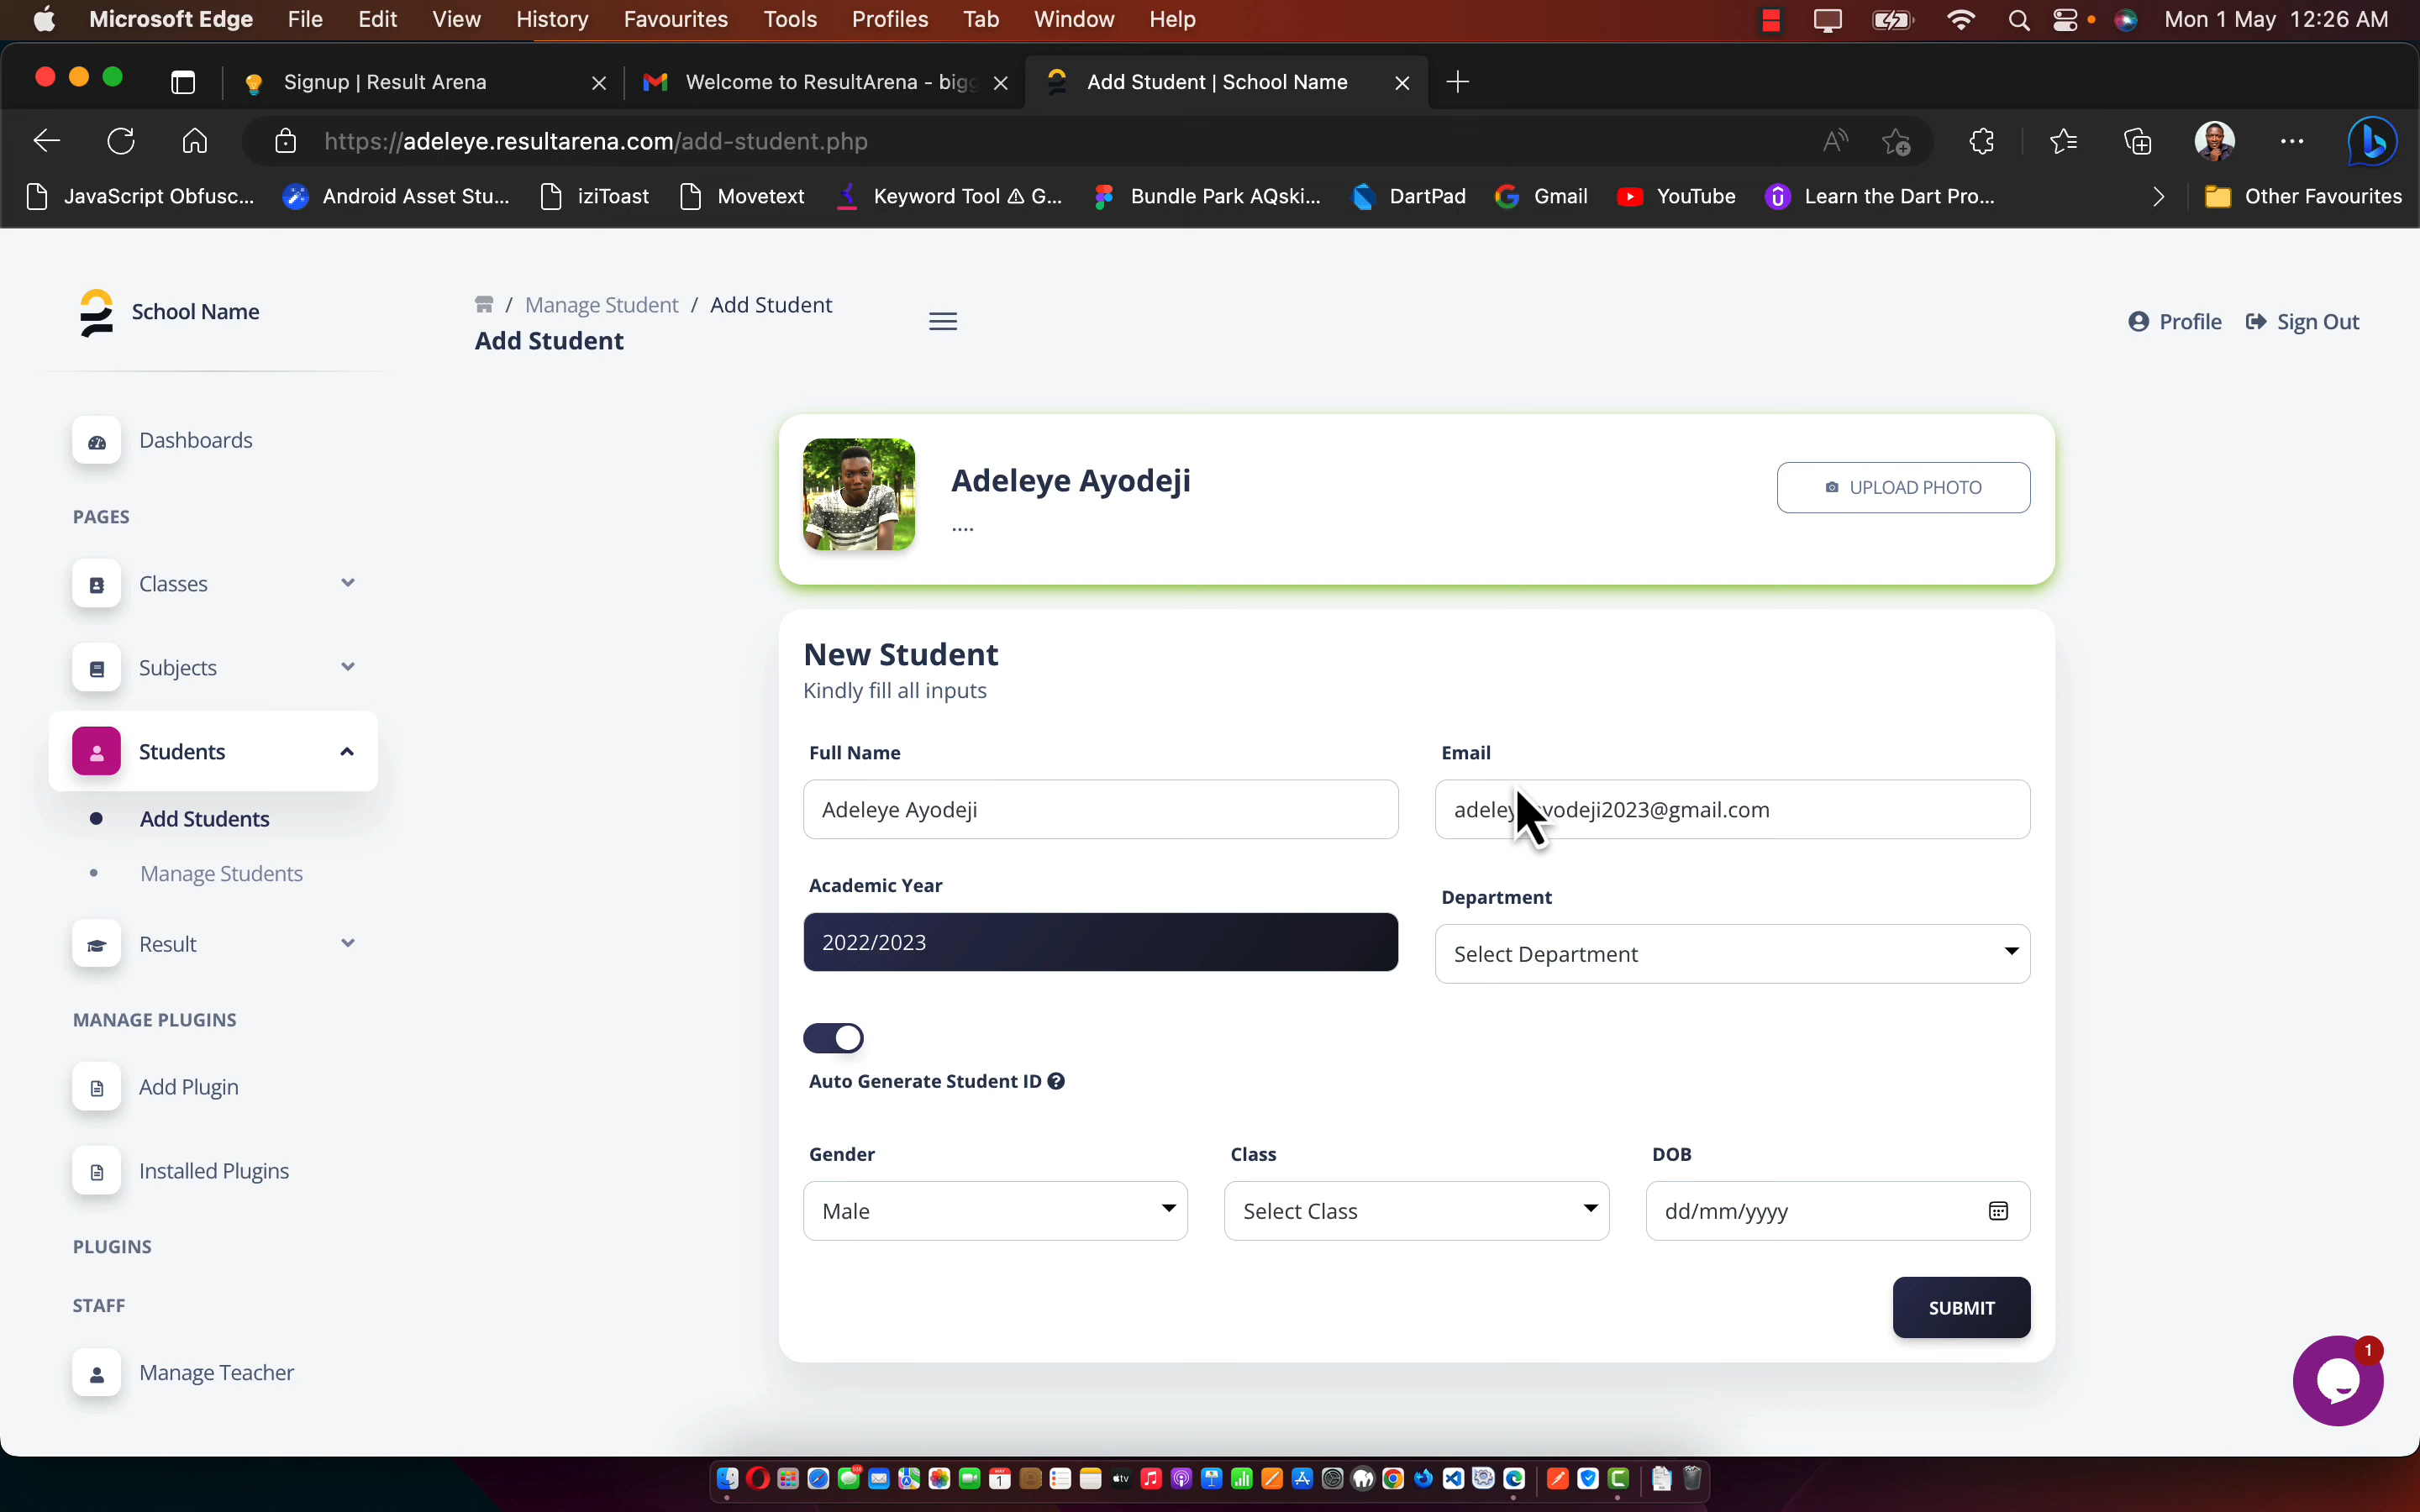 Microsoft Edge File Edit View History Favourites Tools Profiles Tab Window Help Mon 1 May 12:26 AM
Signup | Result Arena Welcome to ResultArena - bigg Add Student | School Name
https://adeleye.resultarena.com/add-student.php
JavaScript Obfusc... Android Asset Stu... iziToast Movetext Keyword Tool ⚠ G... Bundle Park AQski... DartPad Gmail YouTube Learn the Dart Pro... Other Favourites
School Name
/ Manage Student / Add Student
Add Student
Profile Sign Out
Dashboards
PAGES
Classes
Subjects
Students
Add Students
Manage Students
Result
MANAGE PLUGINS
Add Plugin
Installed Plugins
PLUGINS
STAFF
Manage Teacher
Adeleye Ayodeji
....
UPLOAD PHOTO
New Student
Kindly fill all inputs
Full Name Email
Adeleye Ayodeji
Academic Year Department
2022/2023 Select Department
Auto Generate Student ID
Gender Class DOB
Male Select Class dd/mm/yyyy
SUBMIT
1